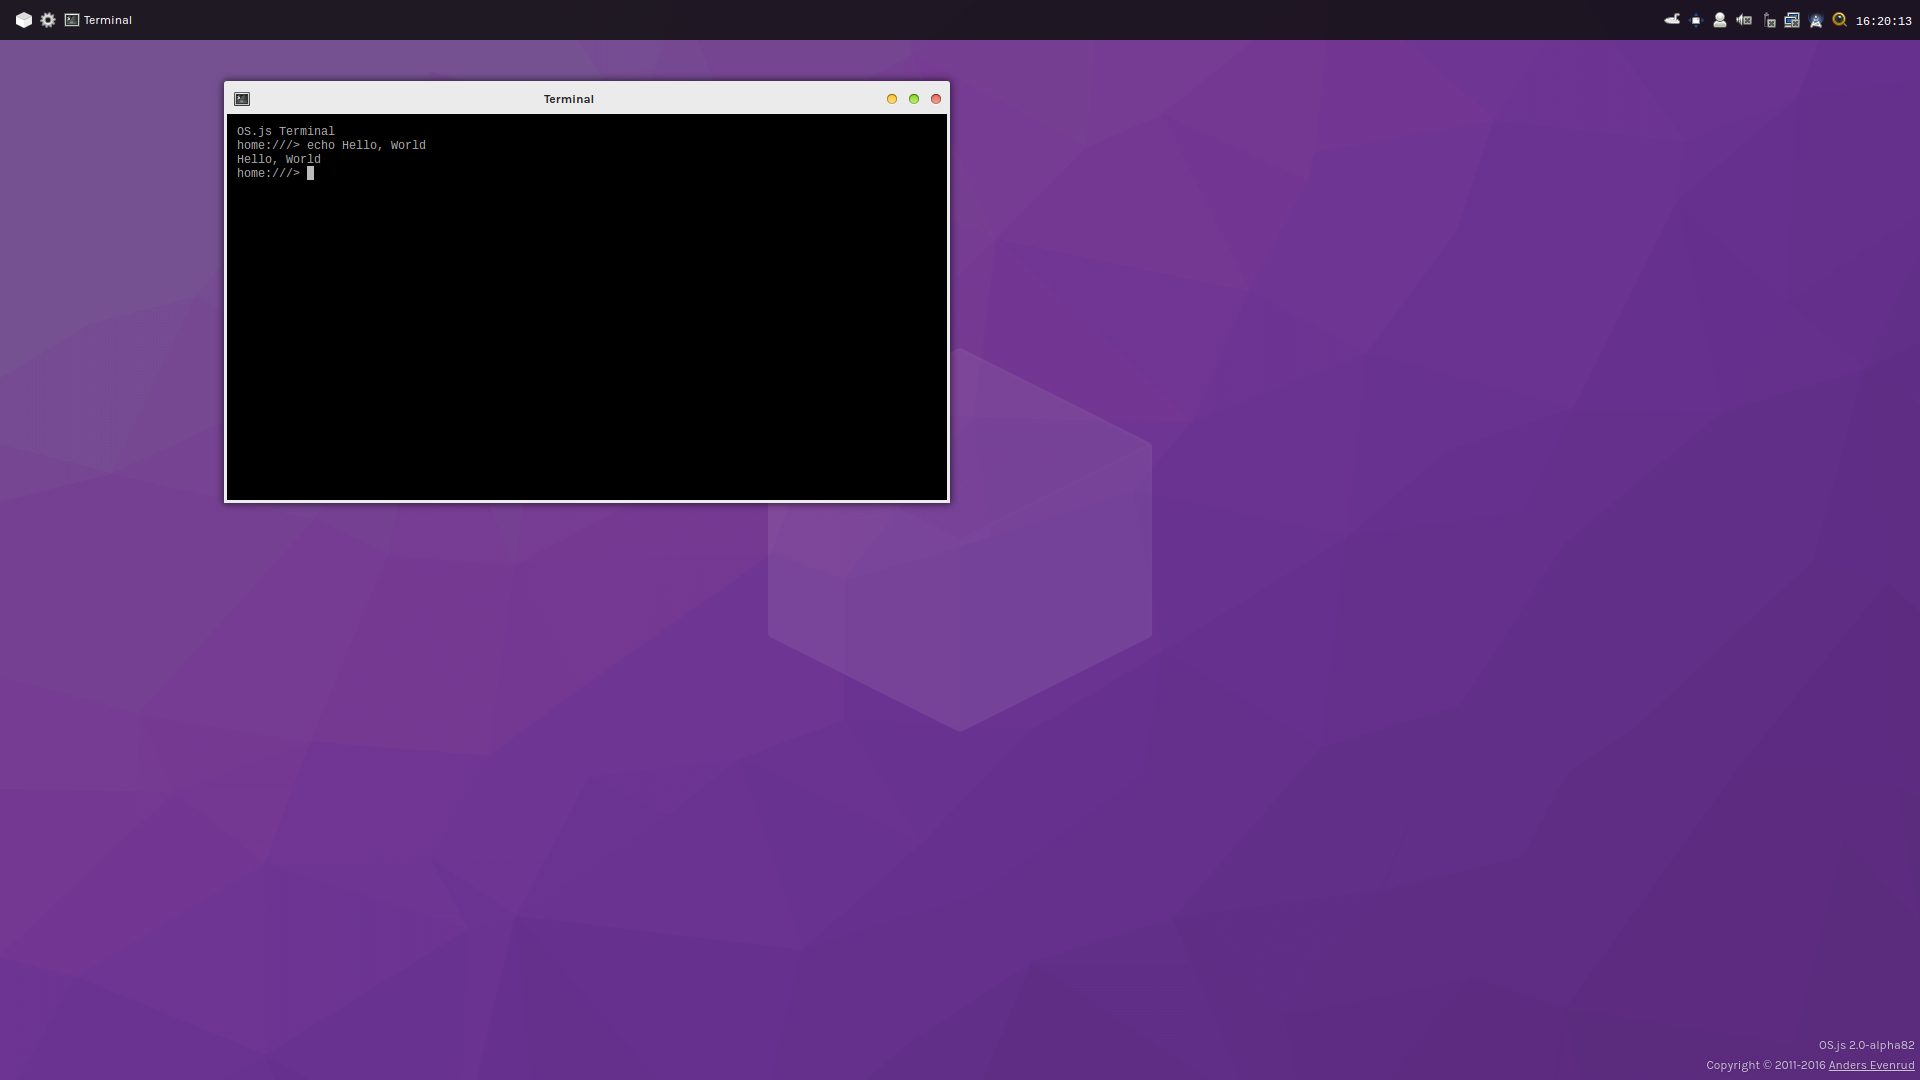 Terminal
16:20:13
Terminal
OS.js Terminal
home:///> echo Hello, World
Hello, World
home:///>
OS.js 2.0-alpha82
Copyright © 2011-2016 Anders Evenrud